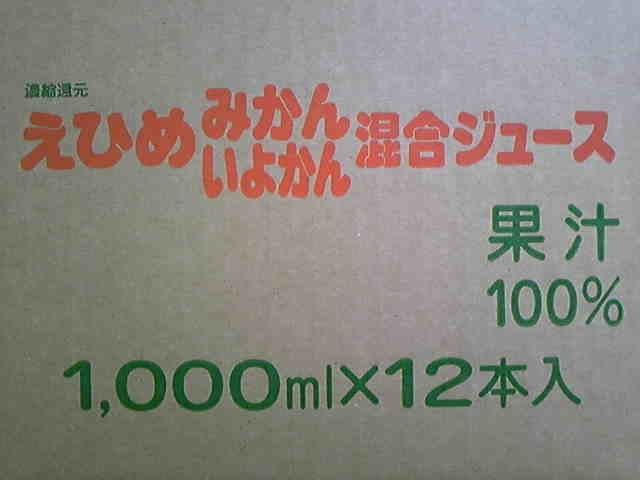 濃縮還元
えひめみかんいよかん混合ジュース
果汁
100%
1,000ml×12本入